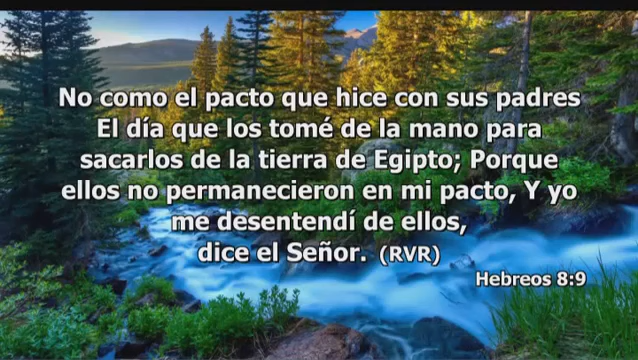 No como el pacto que hice con sus padres
El día que los tomé de la mano para
sacarlos de la tierra de Egipto; Porque
ellos no permanecieron en mi pacto, Y yo
me desentendí de ellos,
dice el Señor. (RVR)
Hebreos 8:9